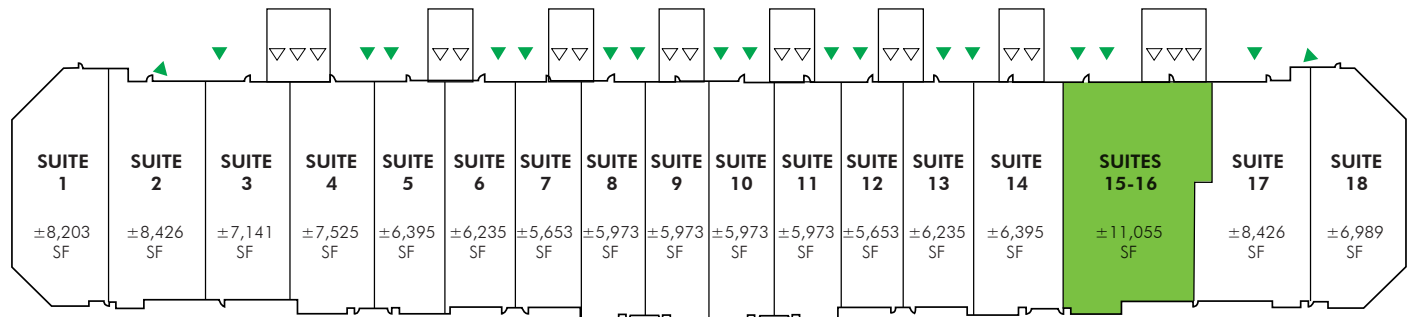 SUITE
1
±8,203
SF
SUITE
2
±8,426
SF
SUITE
3
±7,141
SF
SUITE
4
±7,525
SF
SUITE
5
±6,395
SF
SUITE
6
±6,235
SF
SUITE
7
±5,653
SF
SUITE
8
±5,973
SF
SUITE
9
±5,973
SF
SUITE
10
±5,973
SF
SUITE
11
±5,973
SF
SUITE
12
±5,653
SF
SUITE
13
±6,235
SF
SUITE
14
±6,395
SF
SUITES
15-16
±11,055
SF
SUITE
17
±8,426
SF
SUITE
18
±6,989
SF